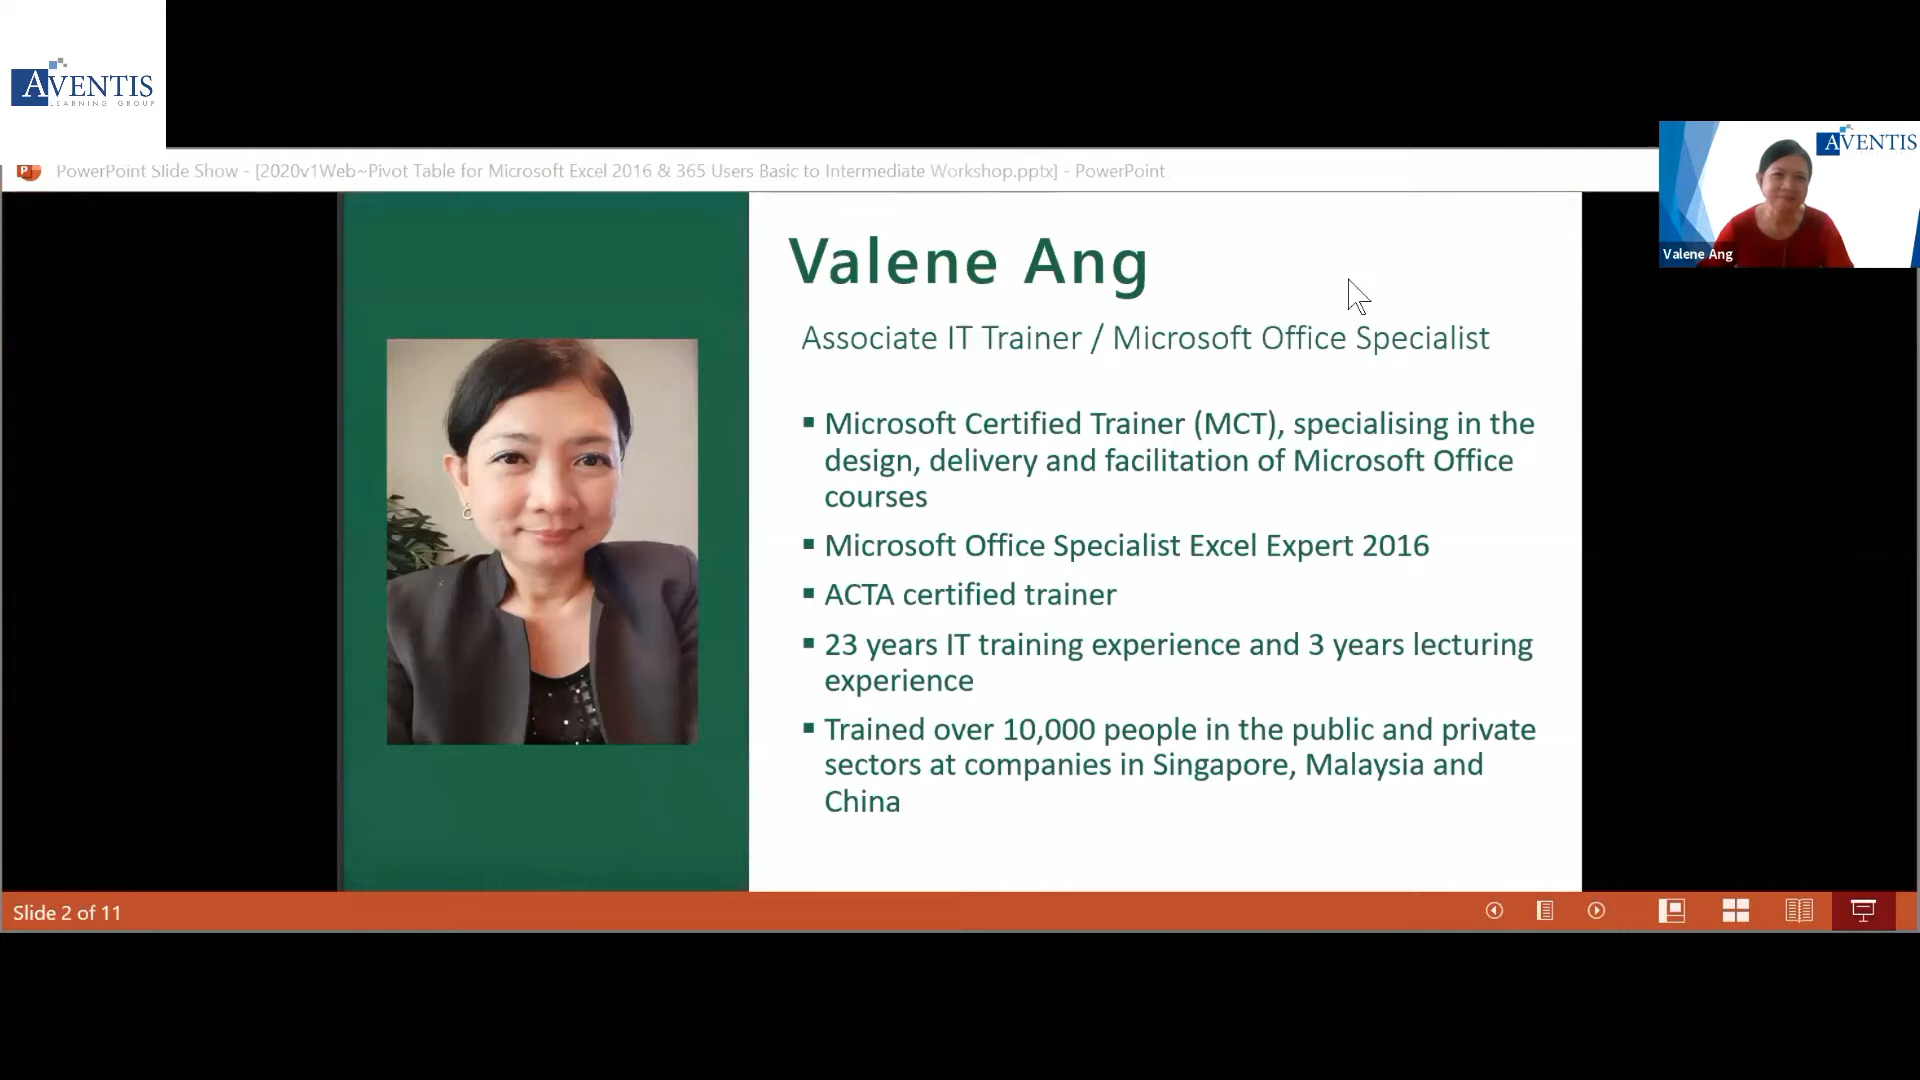 AVENTIS
LEARNING GROUP
PowerPoint Slide Show - [2020v1Web~Pivot Table for Microsoft Excel 2016 & 365 Users Basic to Intermediate Workshop.pptx] - PowerPoint
AVENTIS
Valene Ang
Valene Ang
Associate IT Trainer / Microsoft Office Specialist
▪ Microsoft Certified Trainer (MCT), specialising in the
design, delivery and facilitation of Microsoft Office
courses
▪ Microsoft Office Specialist Excel Expert 2016
▪ ACTA certified trainer
▪ 23 years IT training experience and 3 years lecturing
experience
▪ Trained over 10,000 people in the public and private
sectors at companies in Singapore, Malaysia and
China
Slide 2 of 11